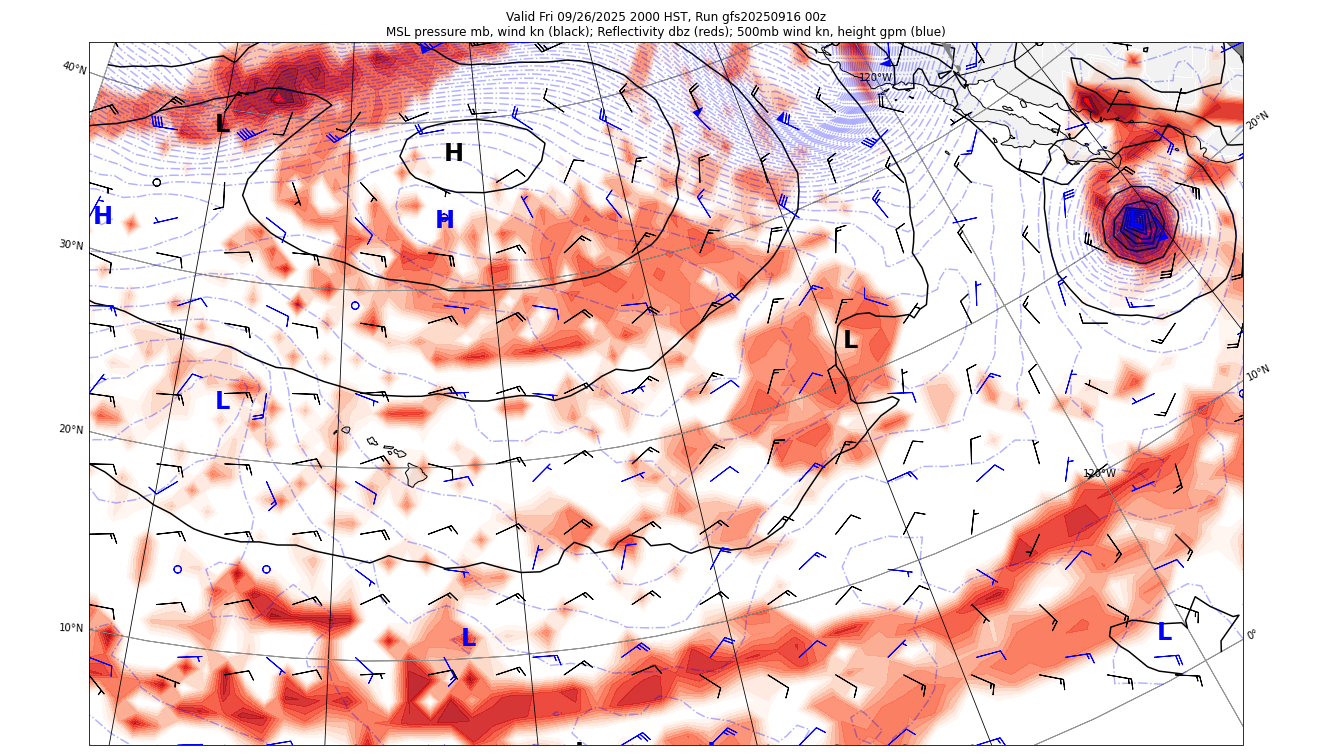 Valid Fri 09/26/2025 2000 HST, Run gfs20250916 00z
MSL pressure mb, wind kn (black); Reflectivity dbz (reds); 500mb wind kn, height gpm (blue)
40°N
120°W
20°N
L
H
H
H
30°N
L
10°N
L
20°N
120°W
10°N
L
L
0°